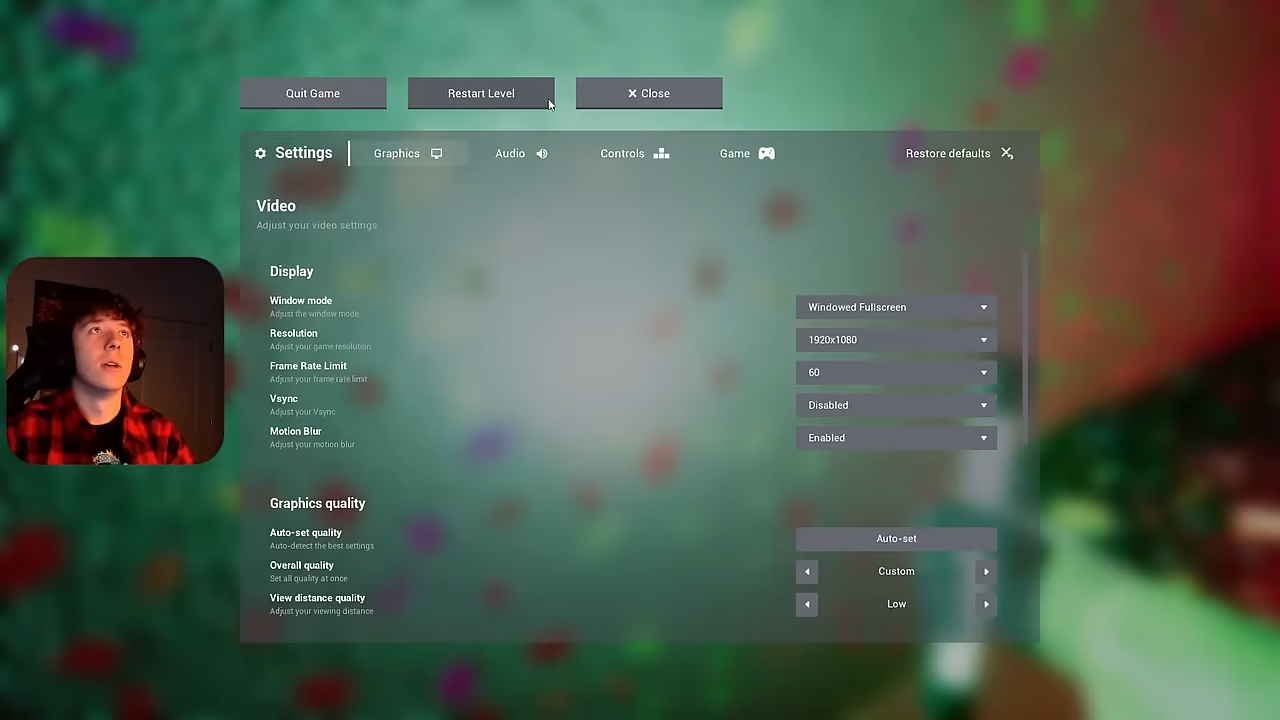 Quit Game
Restart Level
Close
Settings
Graphics
Audio
Controls
Game
Restore defaults
Video
Adjust your video settings
Display
Window mode
Adjust the window mode
Windowed Fullscreen
Resolution
Adjust your game resolution
1920x1080
Frame Rate Limit
Adjust your frame rate limit
60
Vsync
Adjust your Vsync
Disabled
Motion Blur
Adjust your motion blur
Enabled
Graphics quality
Auto-set quality
Auto-detect the best settings
Auto-set
Overall quality
Set all quality at once
Custom
View distance quality
Adjust your viewing distance
Low